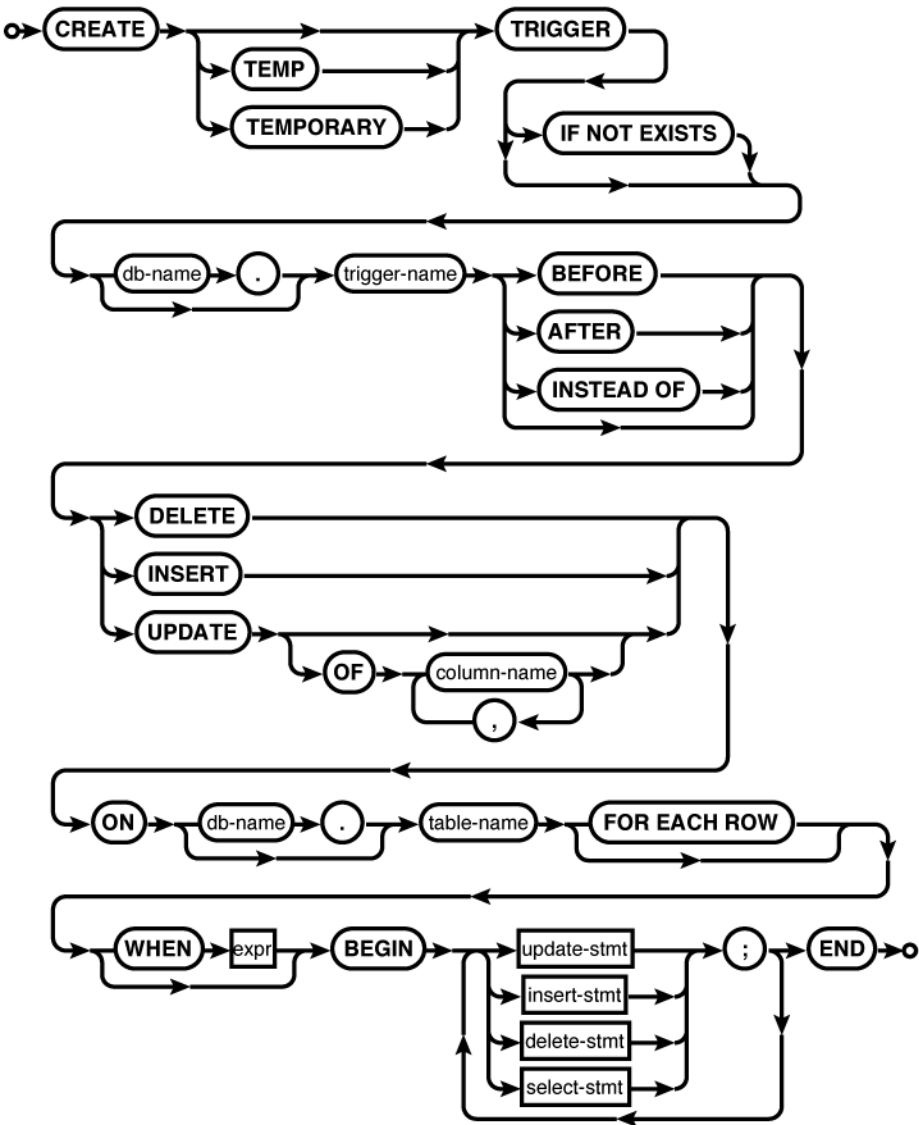 CREATE TRIGGER
TEMP
TEMPORARY IF NOT EXISTS
db-name . trigger-name BEFORE
AFTER
INSTEAD OF
DELETE
INSERT
UPDATE
OF column-name
,
ON db-name . table-name FOR EACH ROW
WHEN expr BEGIN update-stmt ; END
insert-stmt
delete-stmt
select-stmt